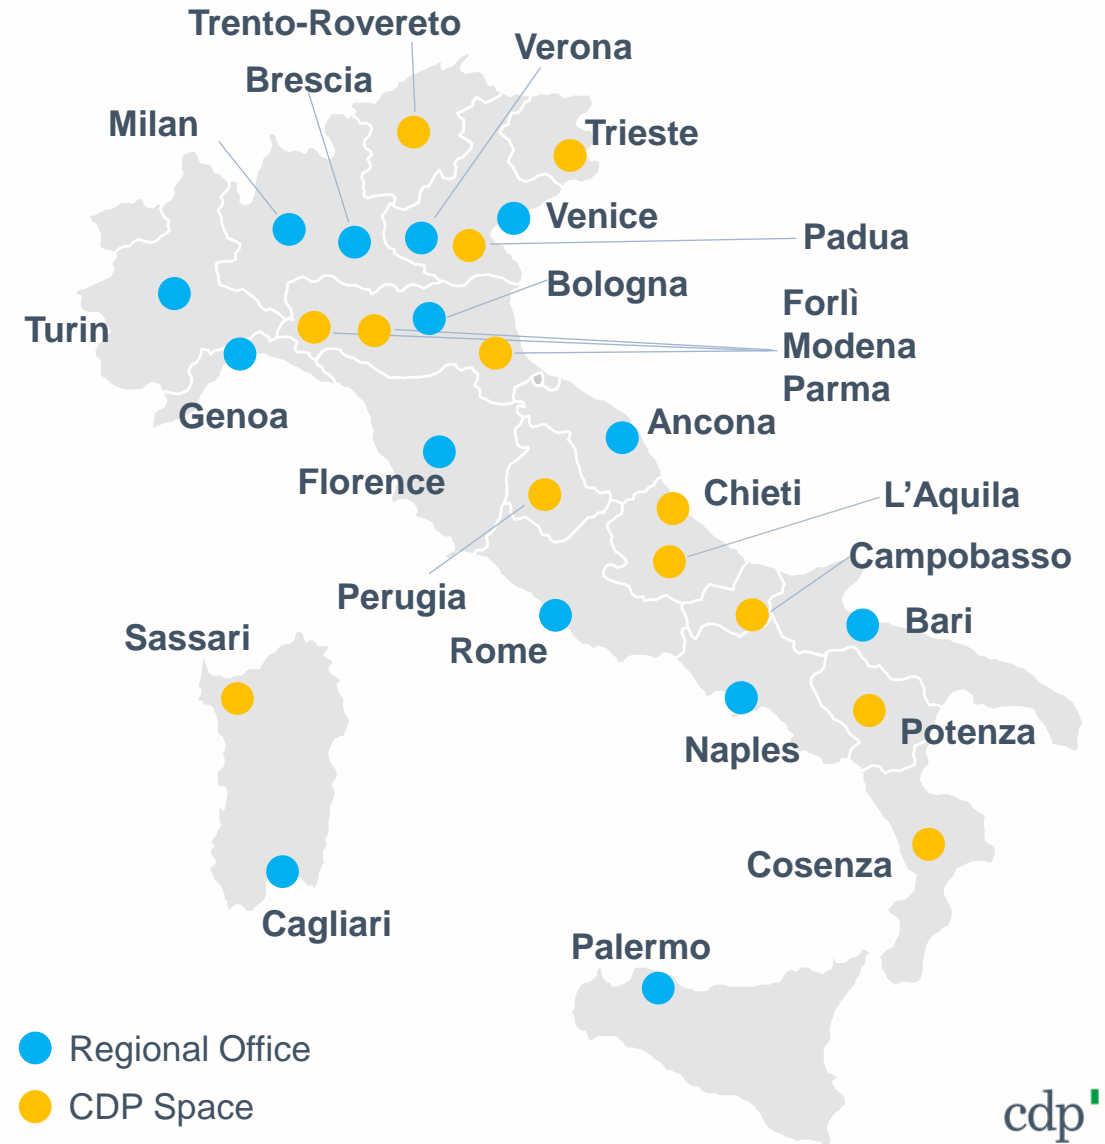 Trento-Rovereto
Verona
Brescia
Milan
Trieste
Venice
Padua
Bologna
Forlì
Modena
Parma
Turin
Genoa
Ancona
Florence
Chieti
L’Aquila
Campobasso
Perugia
Bari
Sassari
Rome
Potenza
Naples
Cosenza
Cagliari
Palermo
Regional Office
CDP Space
cdp